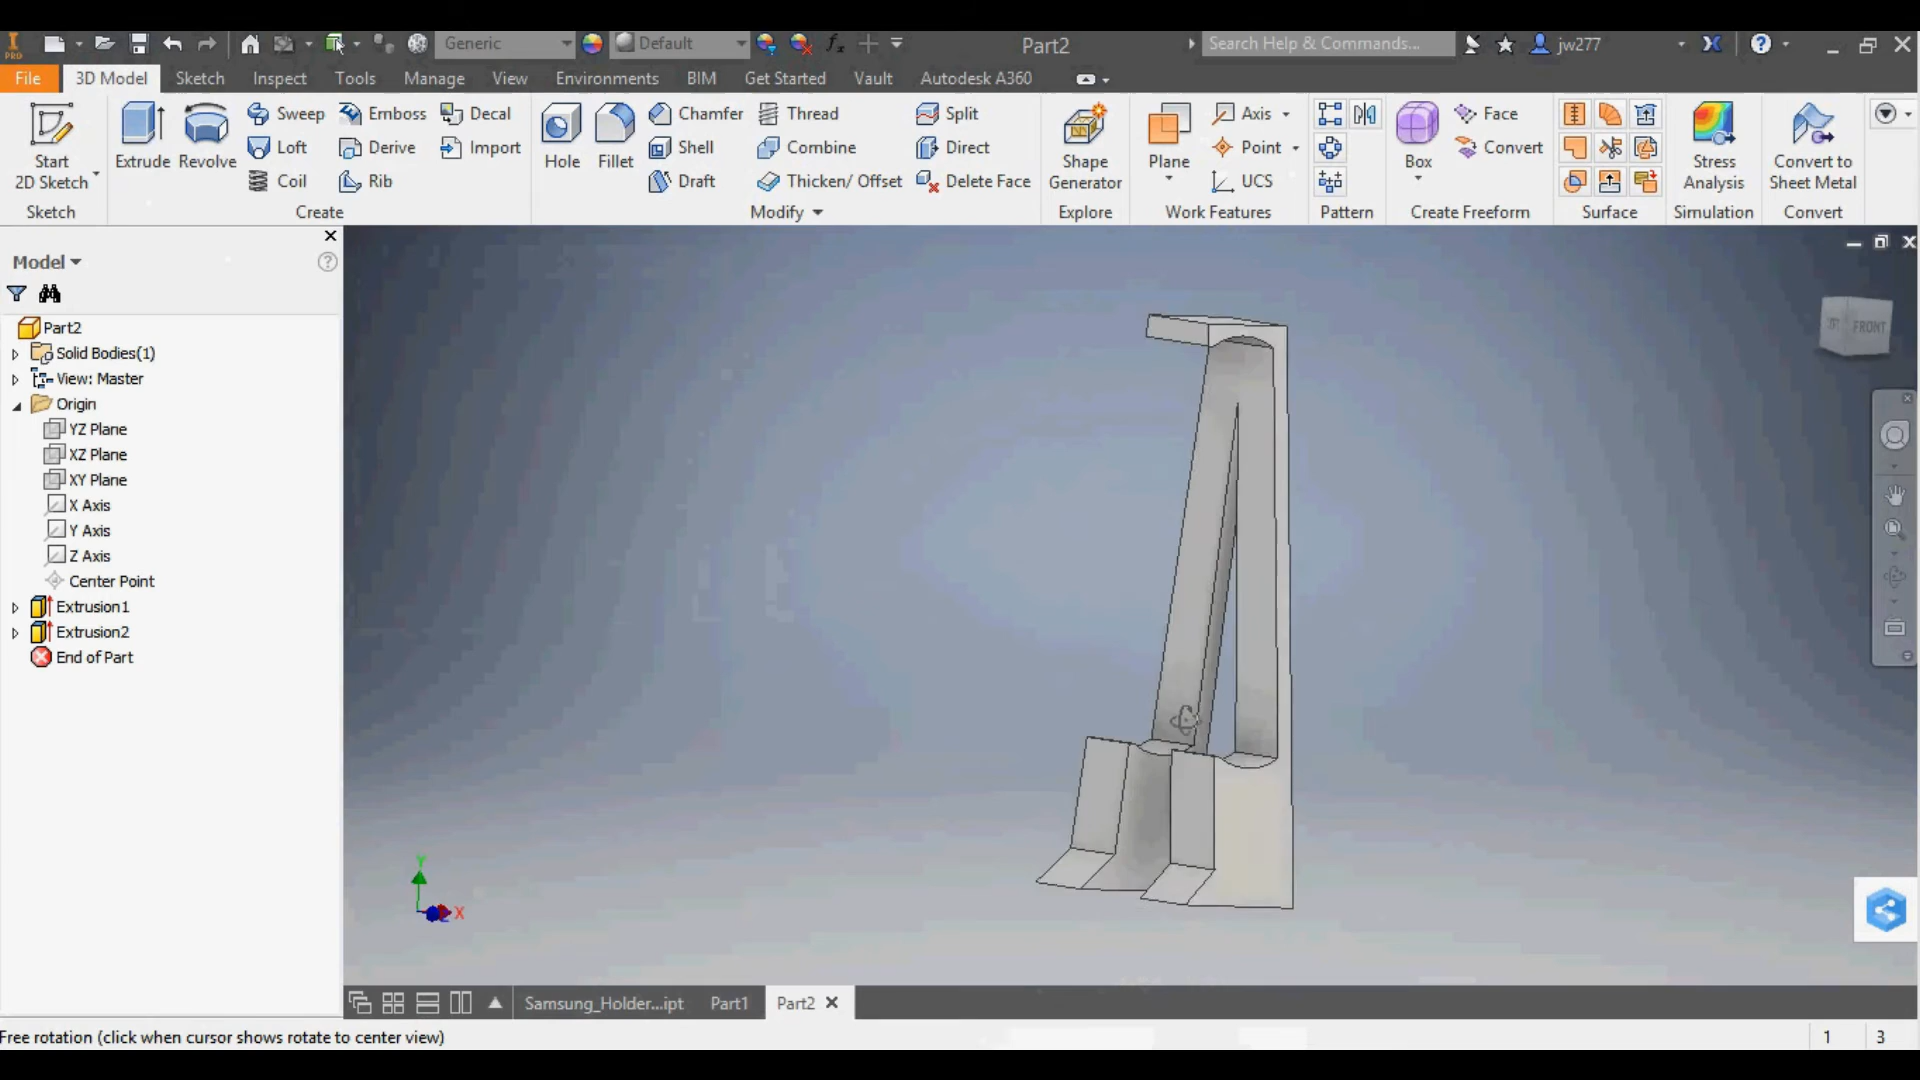 PRO
Generic
Default
Part2
Search Help & Commands...
jw277
File
3D Model
Sketch
Inspect
Tools
Manage
View
Environments
BIM
Get Started
Vault
Autodesk A360
Start
2D Sketch
Sketch
Extrude
Revolve
Sweep
Loft
Coil
Emboss
Derive
Rib
Decal
Import
Create
Hole
Fillet
Chamfer
Shell
Draft
Thread
Combine
Thicken/ Offset
Split
Direct
Delete Face
Modify
Shape
Generator
Explore
Plane
Axis
Point
UCS
Work Features
Pattern
Box
Face
Convert
Create Freeform
Surface
Stress
Analysis
Simulation
Convert to
Sheet Metal
Convert
Model
Part2
Solid Bodies(1)
View: Master
Origin
YZ Plane
XZ Plane
XY Plane
X Axis
Y Axis
Z Axis
Center Point
Extrusion1
Extrusion2
End of Part
FRONT
Y
X
Samsung_Holder...ipt
Part1
Part2
Free rotation (click when cursor shows rotate to center view)
1
3